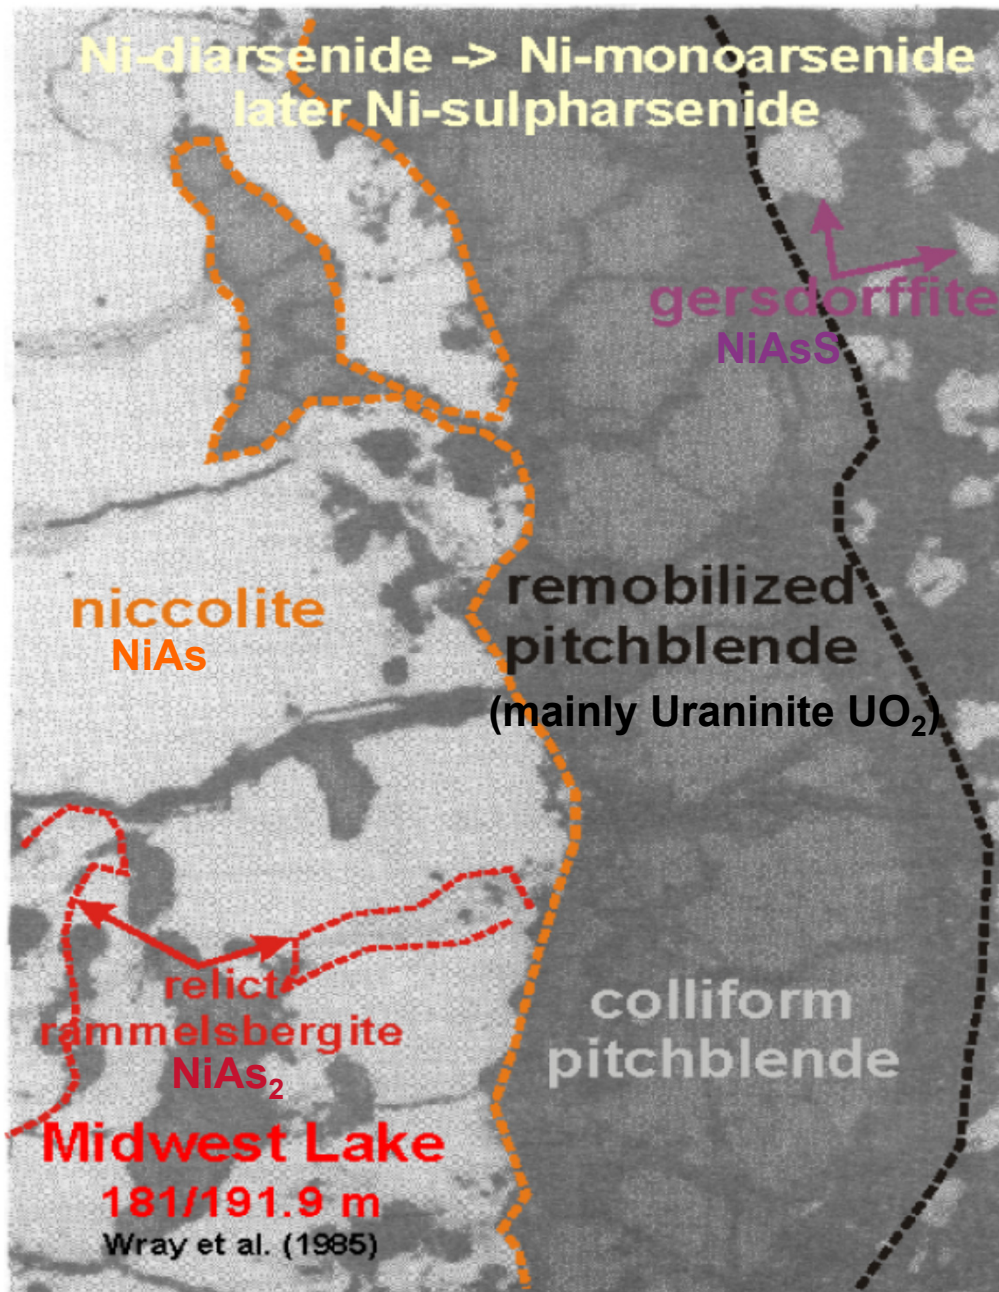 Ni-diarsenide -> Ni-monoarsenide
later Ni-sulpharsenide
gersdorffite
NiAsS
niccolite
NiAs
remobilized
pitchblende
(mainly Uraninite UO₂)
relict
rammelsbergite
NiAs₂
colliform
pitchblende
Midwest Lake
181/191.9 m
Wray et al. (1985)